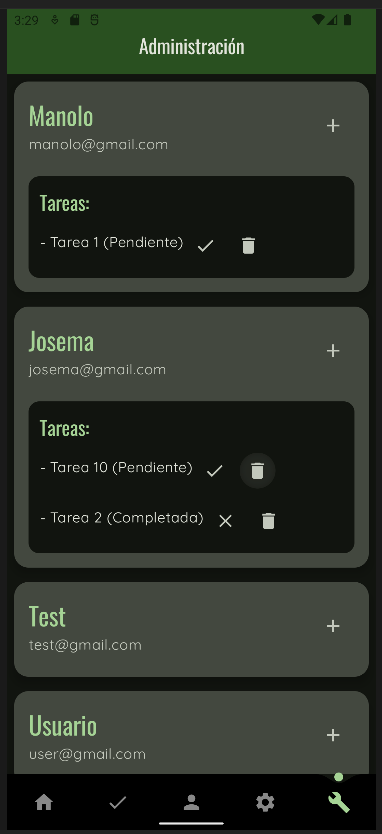 3:29
Administración
Manolo
manolo@gmail.com
Tareas:
- Tarea 1 (Pendiente)
Josema
josema@gmail.com
Tareas:
- Tarea 10 (Pendiente)
- Tarea 2 (Completada)
Test
test@gmail.com
Usuario
user@gmail.com